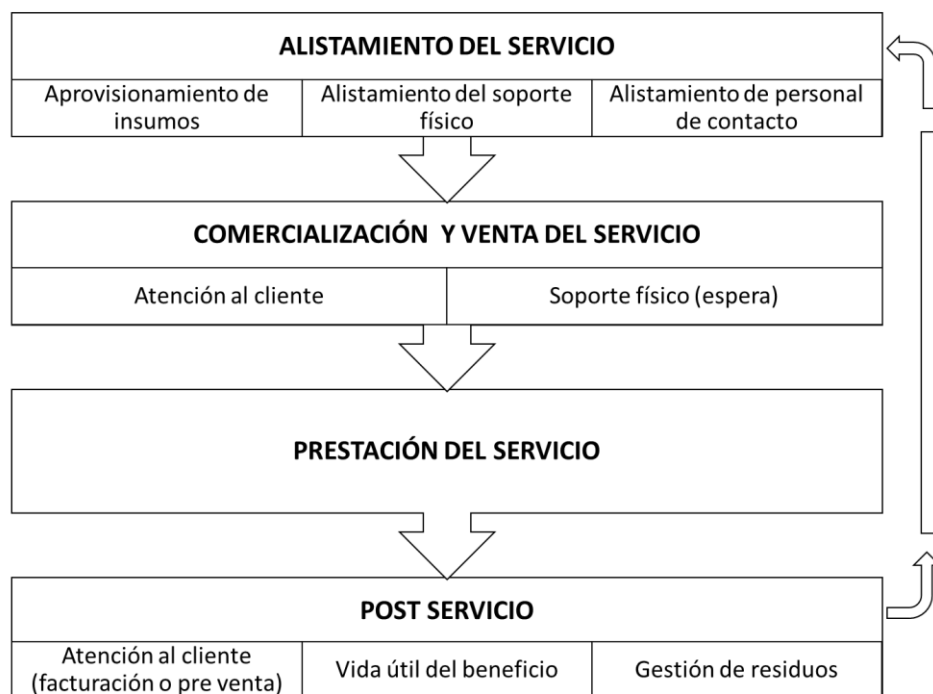 ALISTAMIENTO DEL SERVICIO
Aprovisionamiento de
insumos
Alistamiento del soporte
físico
Alistamiento de personal
de contacto
COMERCIALIZACIÓN Y VENTA DEL SERVICIO
Atención al cliente
Soporte físico (espera)
PRESTACIÓN DEL SERVICIO
POST SERVICIO
Atención al cliente
(facturación o pre venta)
Vida útil del beneficio
Gestión de residuos